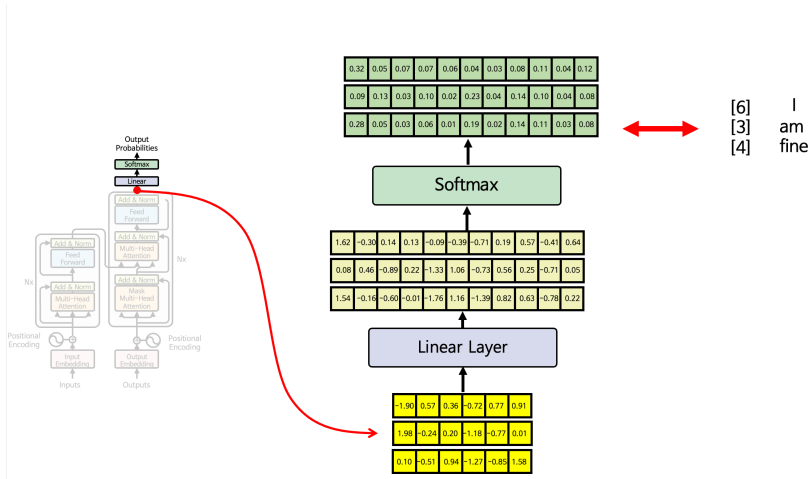 Output
Probabilities
Softmax
Linear
Add & Norm
Feed
Forward
Add & Norm
Multi-Head
Attention
Nx
Add & Norm
Mask
Multi-Head
Attention
Add & Norm
Feed
Forward
Nx
Add & Norm
Multi-Head
Attention
Positional
Encoding
Positional
Encoding
Input
Embedding
Output
Embedding
Inputs
Outputs
0.32 0.05 0.07 0.07 0.06 0.04 0.03 0.08 0.11 0.04 0.12
0.09 0.13 0.03 0.10 0.02 0.23 0.04 0.14 0.10 0.04 0.08
0.28 0.05 0.03 0.06 0.01 0.19 0.02 0.14 0.11 0.03 0.08
Softmax
1.62 -0.30 0.14 0.13 -0.09 -0.39 -0.71 0.19 0.57 -0.41 0.64
0.08 0.46 -0.89 0.22 -1.33 1.06 -0.73 0.56 0.25 -0.71 0.05
1.54 -0.16 -0.60 -0.01 -1.76 1.16 -1.39 0.82 0.63 -0.78 0.22
Linear Layer
-1.90 0.57 0.36 -0.72 0.77 0.91
1.98 -0.24 0.20 -1.18 -0.77 0.01
0.10 -0.51 0.94 -1.27 -0.85 1.58
[6] I
[3] am
[4] fine